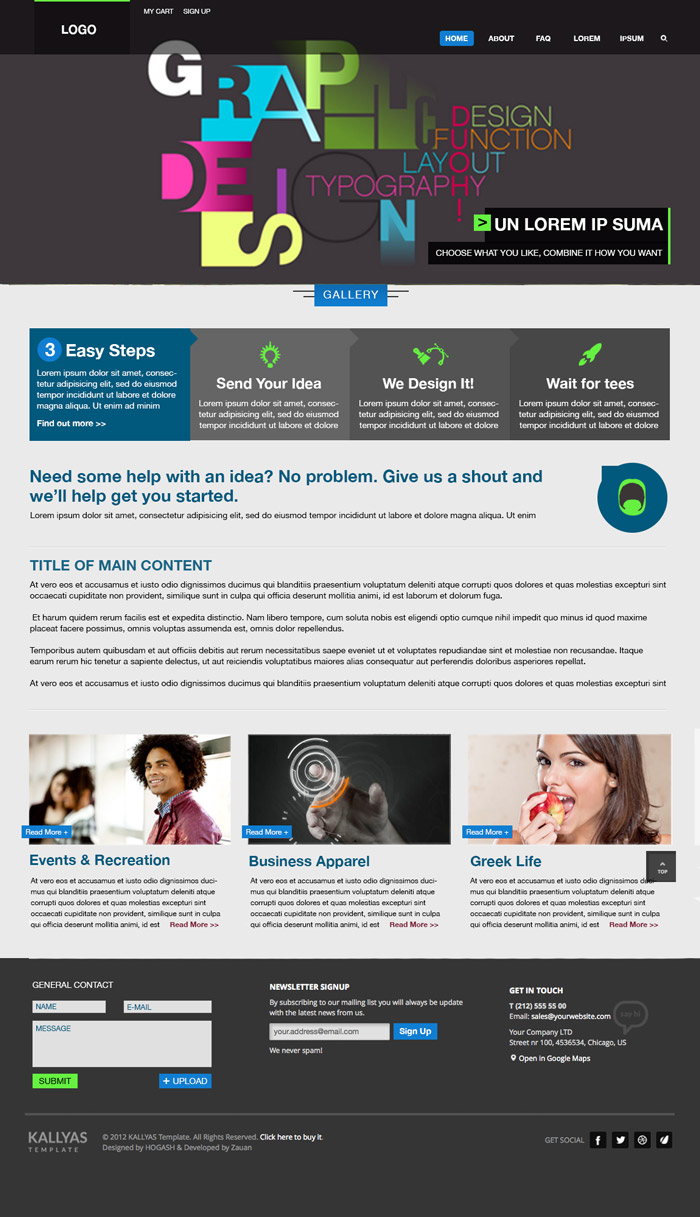 LOGO
MY CART SIGN UP
HOME ABOUT FAQ LOREM IPSUM
GRAPHIC
DESIGN
DESIGN
FUNCTION
LAYOUT
TYPOGRAPHY
> UN LOREM IP SUMA
CHOOSE WHAT YOU LIKE, COMBINE IT HOW YOU WANT
GALLERY
3 Easy Steps
Lorem ipsum dolor sit amet, consec-
tetur adipisicing elit, sed do eiusmod
tempor incididunt ut labore et dolore
magna aliqua. Ut enim ad minim
Find out more >>
Send Your Idea
Lorem ipsum dolor sit amet, consec-
tetur adipisicing elit, sed do eiusmod
tempor incididunt ut labore et dolore
We Design It!
Lorem ipsum dolor sit amet, consec-
tetur adipisicing elit, sed do eiusmod
tempor incididunt ut labore et dolore
Wait for tees
Lorem ipsum dolor sit amet, consec-
tetur adipisicing elit, sed do eiusmod
tempor incididunt ut labore et dolore
Need some help with an idea? No problem. Give us a shout and
we'll help get you started.
Lorem ipsum dolor sit amet, consectetur adipisicing elit, sed do eiusmod tempor incididunt ut labore et dolore magna aliqua. Ut enim
TITLE OF MAIN CONTENT
At vero eos et accusamus et iusto odio dignissimos ducimus qui blanditiis praesentium voluptatum deleniti atque corrupti quos dolores et quas molestias excepturi sint
occaecati cupiditate non provident, similique sunt in culpa qui officia deserunt mollitia animi, id est laborum et dolorum fuga.
Et harum quidem rerum facilis est et expedita distinctio. Nam libero tempore, cum soluta nobis est eligendi optio cumque nihil impedit quo minus id quod maxime
placeat facere possimus, omnis voluptas assumenda est, omnis dolor repellendus.
Temporibus autem quibusdam et aut officiis debitis aut rerum necessitatibus saepe eveniet ut et voluptates repudiandae sint et molestiae non recusandae. Itaque
earum rerum hic tenetur a sapiente delectus, ut aut reiciendis voluptatibus maiores alias consequatur aut perferendis doloribus asperiores repellat.
At vero eos et accusamus et iusto odio dignissimos ducimus qui blanditiis praesentium voluptatum deleniti atque corrupti quos dolores et quas molestias excepturi sint
Read More +
Events & Recreation
At vero eos et accusamus et iusto odio dignissimos duci-
mus qui blanditiis praesentium voluptatum deleniti atque
corrupti quos dolores et quas molestias excepturi sint
occaecati cupiditate non provident, similique sunt in culpa
qui officia deserunt mollitia animi, id est Read More >>
Read More +
Business Apparel
At vero eos et accusamus et iusto odio dignissimos duci-
mus qui blanditiis praesentium voluptatum deleniti atque
corrupti quos dolores et quas molestias excepturi sint
occaecati cupiditate non provident, similique sunt in culpa
qui officia deserunt mollitia animi, id est Read More >>
Read More +
Greek Life
At vero eos et accusamus et iusto odio dignissimos duci-
mus qui blanditiis praesentium voluptatum deleniti atque
corrupti quos dolores et quas molestias excepturi sint
occaecati cupiditate non provident, similique sunt in culpa
qui officia deserunt mollitia animi, id est Read More >>
TOP
GENERAL CONTACT
NAME E-MAIL
MESSAGE
SUBMIT + UPLOAD
NEWSLETTER SIGNUP
By subscribing to our mailing list you will always be update
with the latest news from us.
your.address@email.com Sign Up
We never spam!
GET IN TOUCH
T (212) 555 55 00
Email: sales@yourwebsite.com
say hi
Your Company LTD
Street nr 100, 4536534, Chicago, US
Open in Google Maps
KALLYAS
TEMPLATE
© 2012 KALLYAS Template. All Rights Reserved. Click here to buy it.
Designed by HOGASH & Developed by Zauan
GET SOCIAL